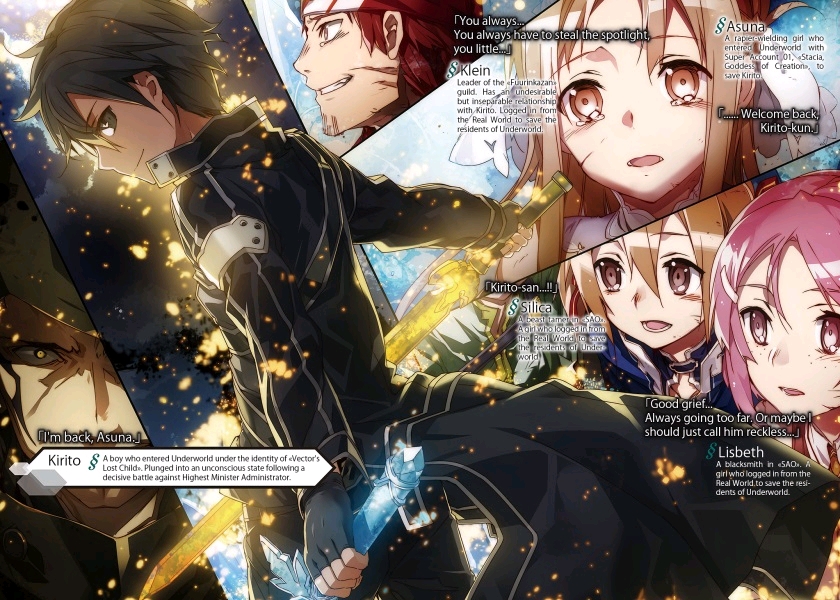 「You always...
You always have to steal the spotlight,
you little...」
§ Klein
Leader of the «Fuurinkazan»
guild. Has an undesirable
but inseparable relationship
with Kirito. Logged in from
the Real World to save the
residents of Underworld.
§ Asuna
A rapier-wielding girl who
entered Underworld with
Super Account 01, «Stacia,
Goddess of Creation», to
save Kirito.
「...... Welcome back,
Kirito-kun.」
「Kirito-san...!!」
§ Silica
A beast tamer in «SAO».
A girl who logged in from
the Real World to save
the residents of Under-
world.
「Good grief...
Always going too far. Or maybe I
should just call him reckless...」
§ Lisbeth
A blacksmith in «SAO». A
girl who logged in from the
Real World to save the resi-
dents of Underworld.
「I'm back, Asuna.」
Kirito § A boy who entered Underworld under the identity of «Vector's
Lost Child». Plunged into an unconscious state following a
decisive battle against Highest Minister Administrator.